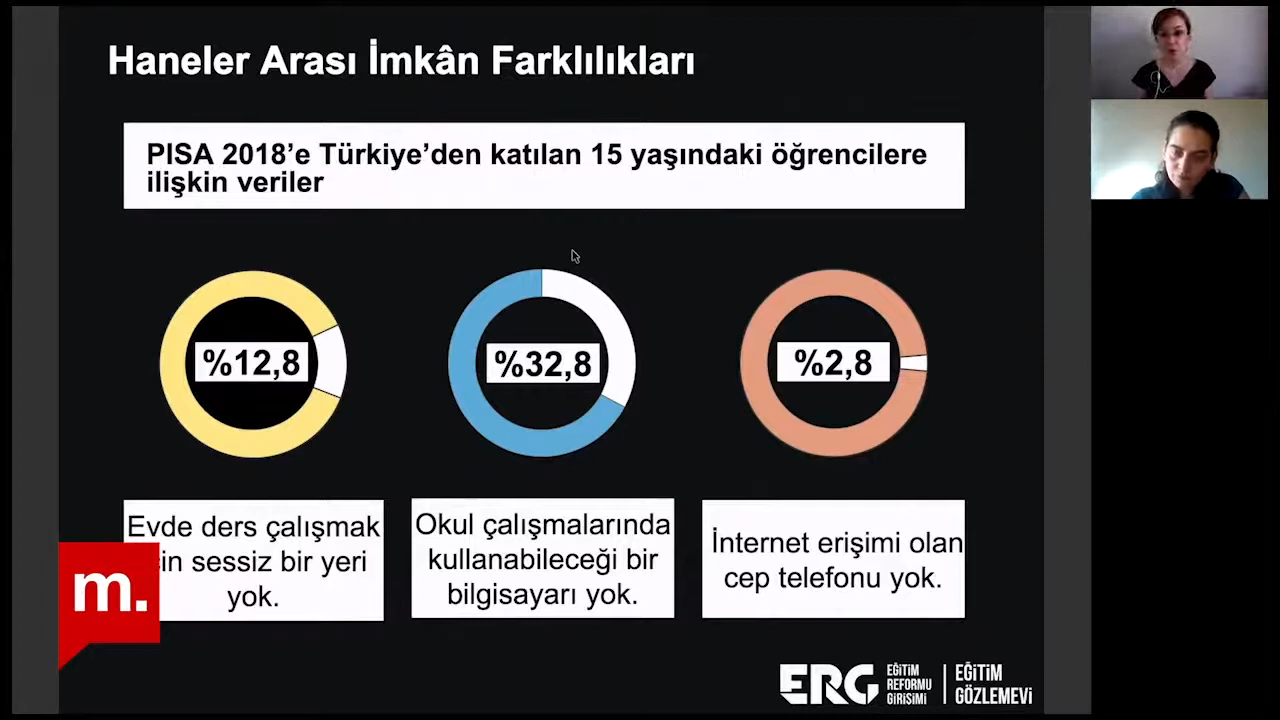 Haneler Arası İmkân Farklılıkları
PISA 2018’e Türkiye’den katılan 15 yaşındaki öğrencilere
ilişkin veriler
%12,8
%32,8
%2,8
Evde ders çalışmak
çin sessiz bir yeri
yok.
Okul çalışmalarında
kullanabileceği bir
bilgisayarı yok.
İnternet erişimi olan
cep telefonu yok.
m.
ERG
EĞİTİM
REFORMU
GİRİŞİMİ
EĞİTİM
GÖZLEMEVİ